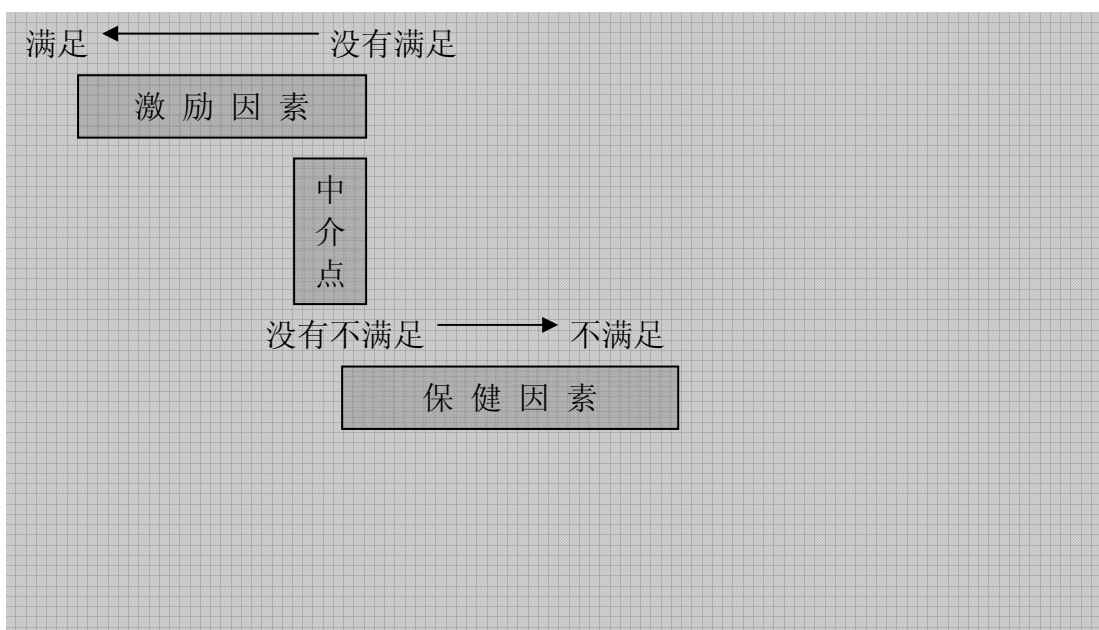 满足 没有满足
激励因素
中介点
没有不满足 不满足
保健因素